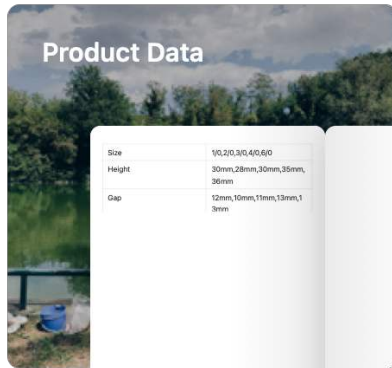 Product Data
Size 1/0,2/0,3/0,4/0,6/0
Height 30mm,28mm,30mm,35mm,
36mm
Gap 12mm,10mm,11mm,13mm,1
3mm